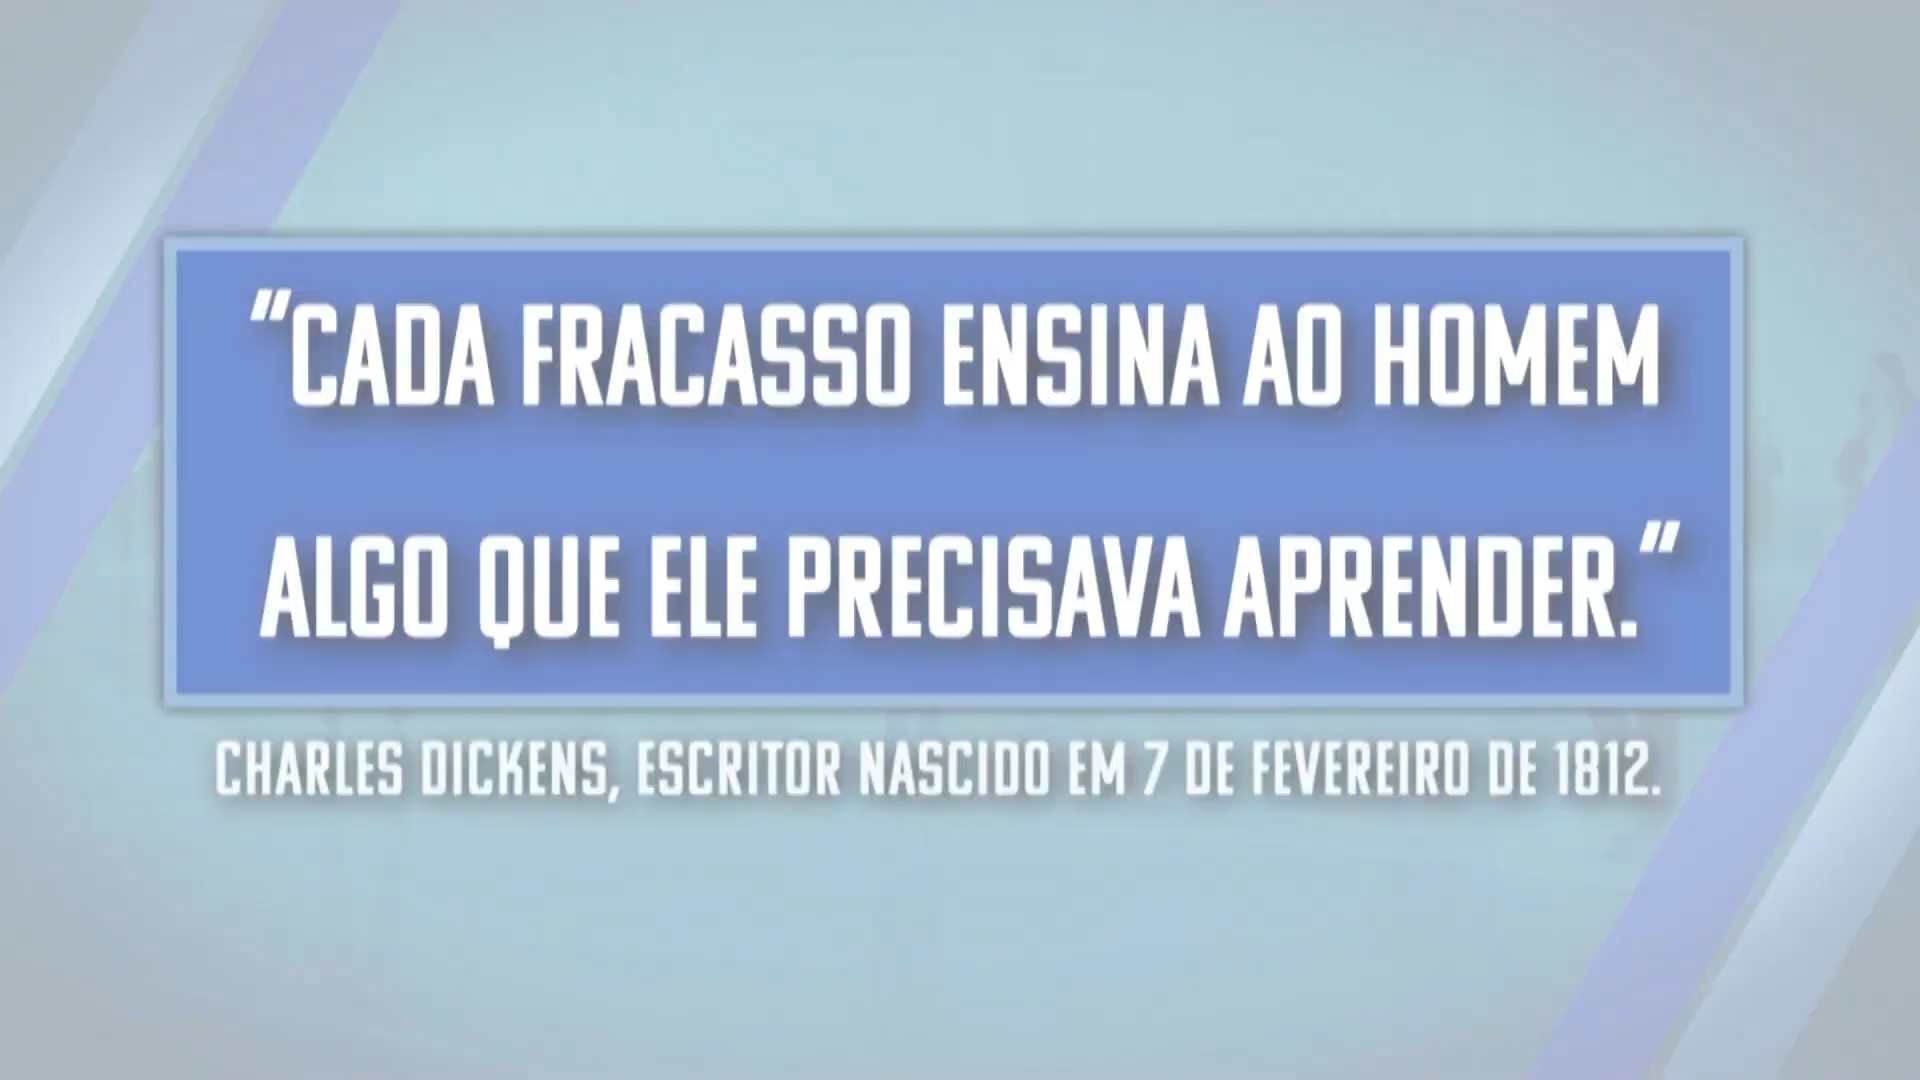 "CADA FRACASSO ENSINA AO HOMEM
ALGO QUE ELE PRECISAVA APRENDER."
CHARLES DICKENS, ESCRITOR NASCIDO EM 7 DE FEVEREIRO DE 1812.